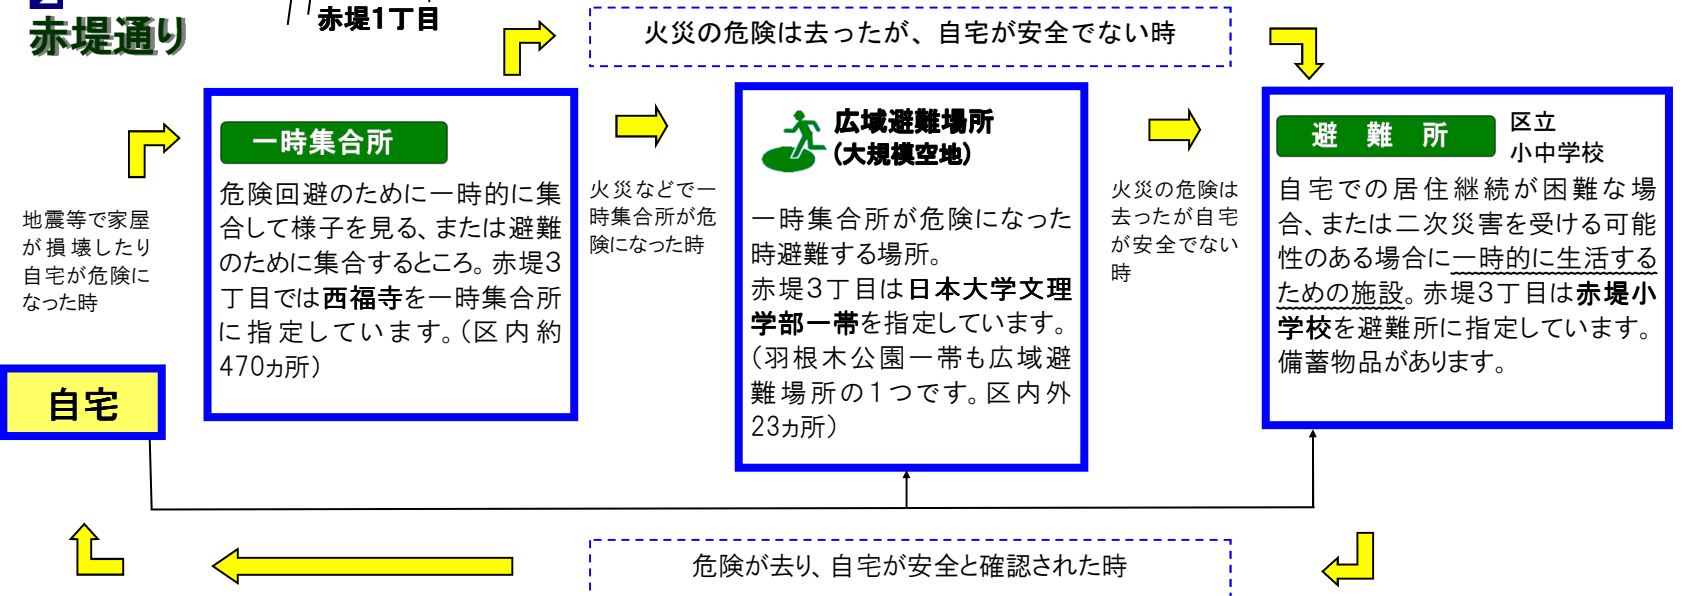 赤堤通り
赤堤1丁目
火災の危険は去ったが、自宅が安全でない時
地震等で家屋
が損壊したり
自宅が危険に
なった時
自宅
一時集合所
危険回避のために一時的に集
合して様子を見る、または避難
のために集合するところ。赤堤3
丁目では西福寺を一時集合所
に指定しています。(区内約
470ヵ所)
火災などで一
時集合所が危
険になった時
広域避難場所
(大規模空地)
一時集合所が危険になった
時避難する場所。
赤堤3丁目は日本大学文理
学部一帯を指定しています。
(羽根木公園一帯も広域避
難場所の1つです。区内外
23ヵ所)
火災の危険は
去ったが自宅
が安全でない
時
避難所
区立
小中学校
自宅での居住継続が困難な場
合、または二次災害を受ける可能
性のある場合に一時的に生活する
ための施設。赤堤3丁目は赤堤小
学校を避難所に指定しています。
備蓄物品があります。
危険が去り、自宅が安全と確認された時